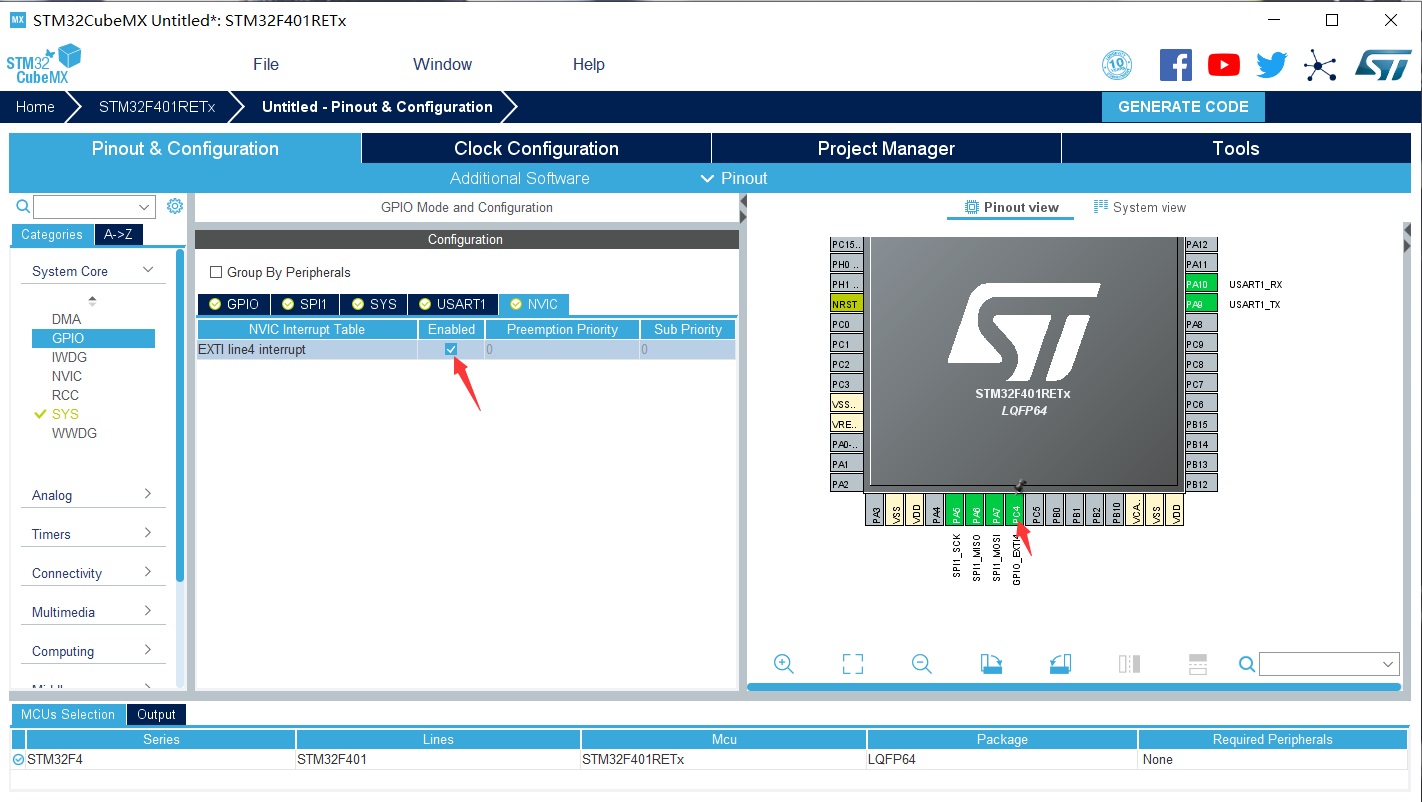 MX STM32CubeMX Untitled*: STM32F401RETx
STM32
CubeMX
File Window Help
10
ST
Home STM32F401RETx Untitled - Pinout & Configuration GENERATE CODE
Pinout & Configuration Clock Configuration Project Manager Tools
Additional Software Pinout
GPIO Mode and Configuration
Pinout view System view
Categories A->Z
Configuration
System Core
Group By Peripherals
GPIO SPI1 SYS USART1 NVIC
NVIC Interrupt Table Enabled Preemption Priority Sub Priority
EXTI line4 interrupt 0 0
DMA
GPIO
IWDG
NVIC
RCC
SYS
WWDG
Analog
Timers
Connectivity
Multimedia
Computing
PC15..
PH0 ..
PH1 ..
NRST
PC0
PC1
PC2
PC3
VSS..
VRE..
PA0-..
PA1
PA2
ST
STM32F401RETx
LQFP64
PA12
PA11
PA10 USART1_RX
PA9 USART1_TX
PA8
PC9
PC8
PC7
PC6
PB15
PB14
PB13
PB12
PA3
VSS
VDD
PA4
PA5
PA6
PA7
PC4
PC5
PB0
PB1
PB2
PB10
VCA..
VSS
VDD
SPI1_SCK
SPI1_MISO
SPI1_MOSI
GPIO_EXTI4
MCUs Selection Output
Series Lines Mcu Package Required Peripherals
STM32F4 STM32F401 STM32F401RETx LQFP64 None